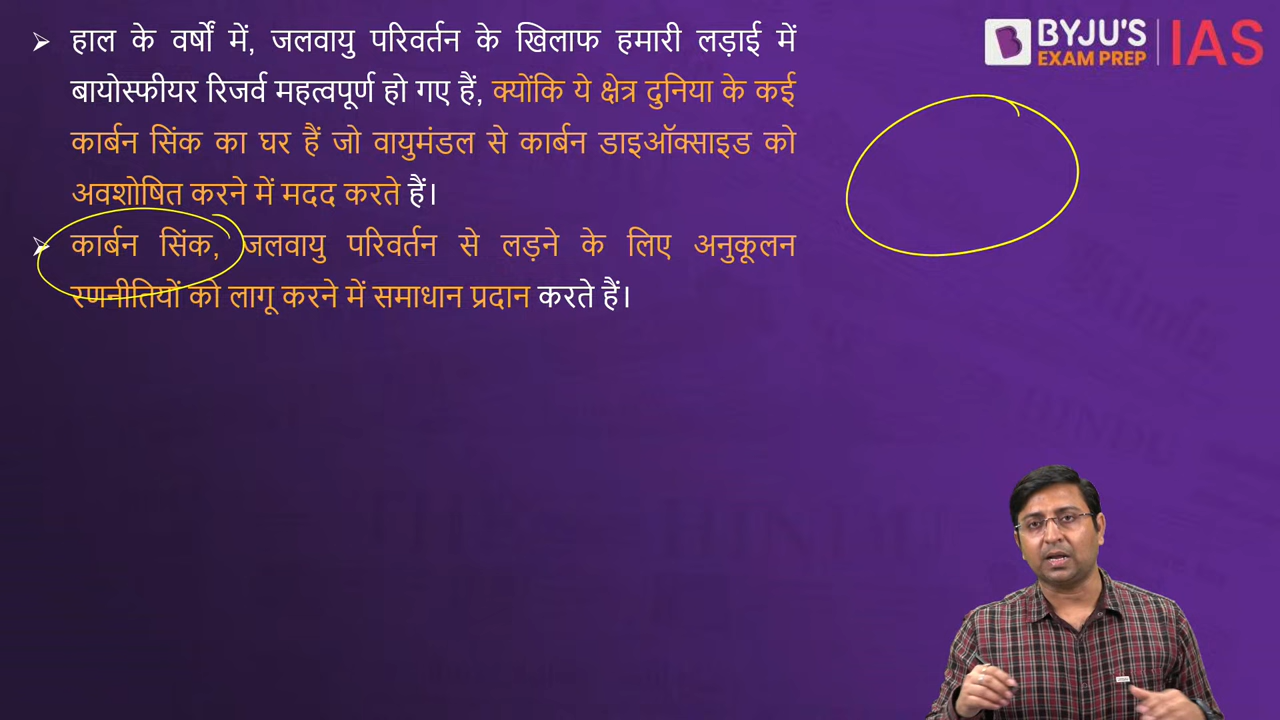 हाल के वर्षों में, जलवायु परिवर्तन के खिलाफ हमारी लड़ाई में
बायोस्फीयर रिजर्व महत्वपूर्ण हो गए हैं, क्योंकि ये क्षेत्र दुनिया के कई
कार्बन सिंक का घर हैं जो वायुमंडल से कार्बन डाइऑक्साइड को
अवशोषित करने में मदद करते हैं।
कार्बन सिंक, जलवायु परिवर्तन से लड़ने के लिए अनुकूलन
रणनीतियों को लागू करने में समाधान प्रदान करते हैं।
BYJU'S
EXAM PREP
IAS
HINDU
HINDU